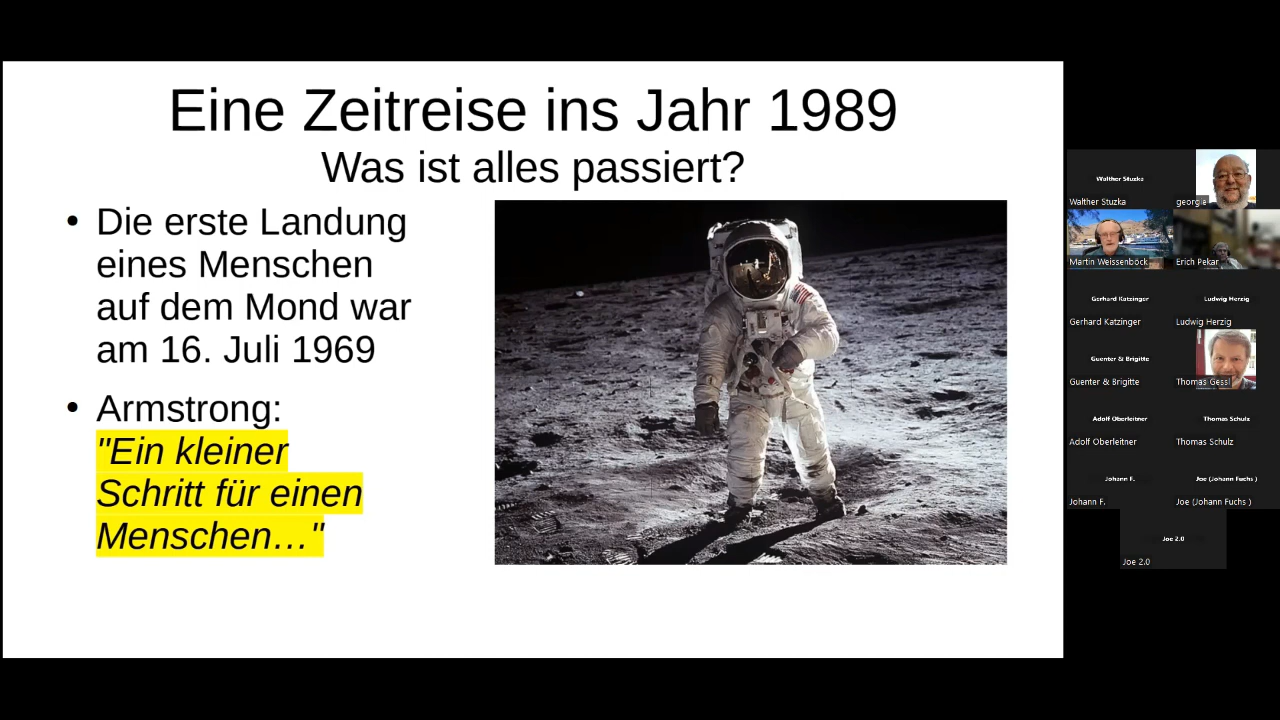 Eine Zeitreise ins Jahr 1989
Was ist alles passiert?
• Die erste Landung
eines Menschen
auf dem Mond war
am 16. Juli 1969
• Armstrong:
"Ein kleiner
Schritt für einen
Menschen…"
Walther Stuzka
Walther Stuzka
georgie
Martin Weissenböck
Erich Pekar
Gerhard Katzinger
Ludwig Herzig
Gerhard Katzinger
Ludwig Herzig
Guenter & Brigitte
Guenter & Brigitte
Thomas Gessl
Adolf Oberleitner
Thomas Schulz
Adolf Oberleitner
Thomas Schulz
Johann F.
Joe (Johann Fuchs )
Johann F.
Joe (Johann Fuchs )
Joe 2.0
Joe 2.0